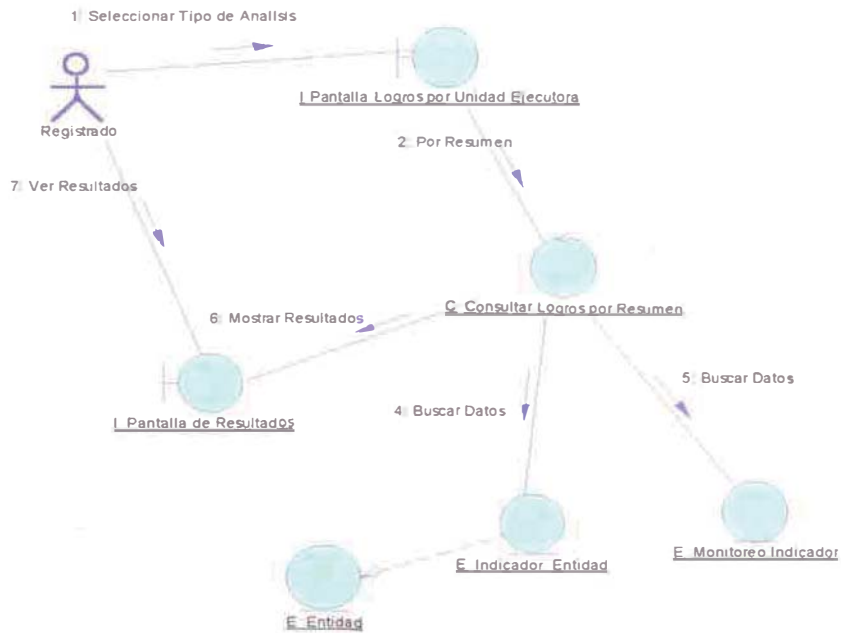 1: Seleccionar Tipo de Analisis
I Pantalla Logros por Unidad Ejecutora
Registrado
2: Por Resumen
7: Ver Resultados
C Consultar Logros por Resumen
6: Mostrar Resultados
5: Buscar Datos
4: Buscar Datos
I Pantalla de Resultados
E Monitoreo Indicador
E Indicador Entidad
E Entidad